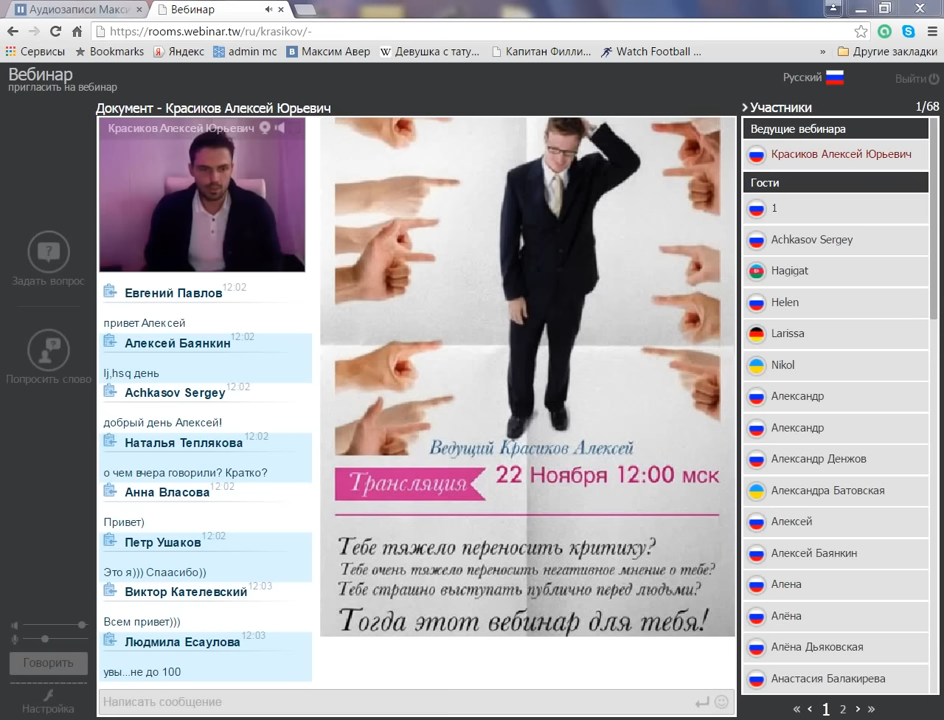 Аудиозаписи Макси
Вебинар
https://rooms.webinar.tw/ru/krasikov/-
Сервисы
Bookmarks
Яндекс
admin mc
Максим Авер
Девушка с тату...
Капитан Филли...
Watch Football ...
»
Другие закладки
Вебинар
пригласить на вебинар
Русский
Выйти
Документ - Красиков Алексей Юрьевич
Участники 1/68
Красиков Алексей Юрьевич
Задать вопрос
Попросить слово
Говорить
Настройка
Евгений Павлов 12:02
привет Алексей
Алексей Баянкин 12:02
lj,hsq день
Achkasov Sergey 12:02
добрый день Алексей!
Наталья Теплякова 12:02
о чем вчера говорили? Кратко?
Анна Власова 12:02
Привет)
Петр Ушаков 12:02
Это я))) Спаасибо))
Виктор Кателевский 12:03
Всем привет)))
Людмила Есаулова 12:03
увы...не до 100
Написать сообщение
Ведущий Красиков Алексей
Трансляция
22 Ноября 12:00 мск
Тебе тяжело переносить критику?
Тебе очень тяжело переносить негативное мнение о тебе?
Тебе страшно выступать публично перед людьми?
Тогда этот вебинар для тебя!
Ведущие вебинара
Красиков Алексей Юрьевич
Гости
1
Achkasov Sergey
Hagigat
Helen
Larissa
Nikol
Александр
Александр
Александр Денжов
Александра Батовская
Алексей
Алексей Баянкин
Алена
Алёна
Алёна Дьяковская
Анастасия Балакирева
« ‹ 1 2 › »